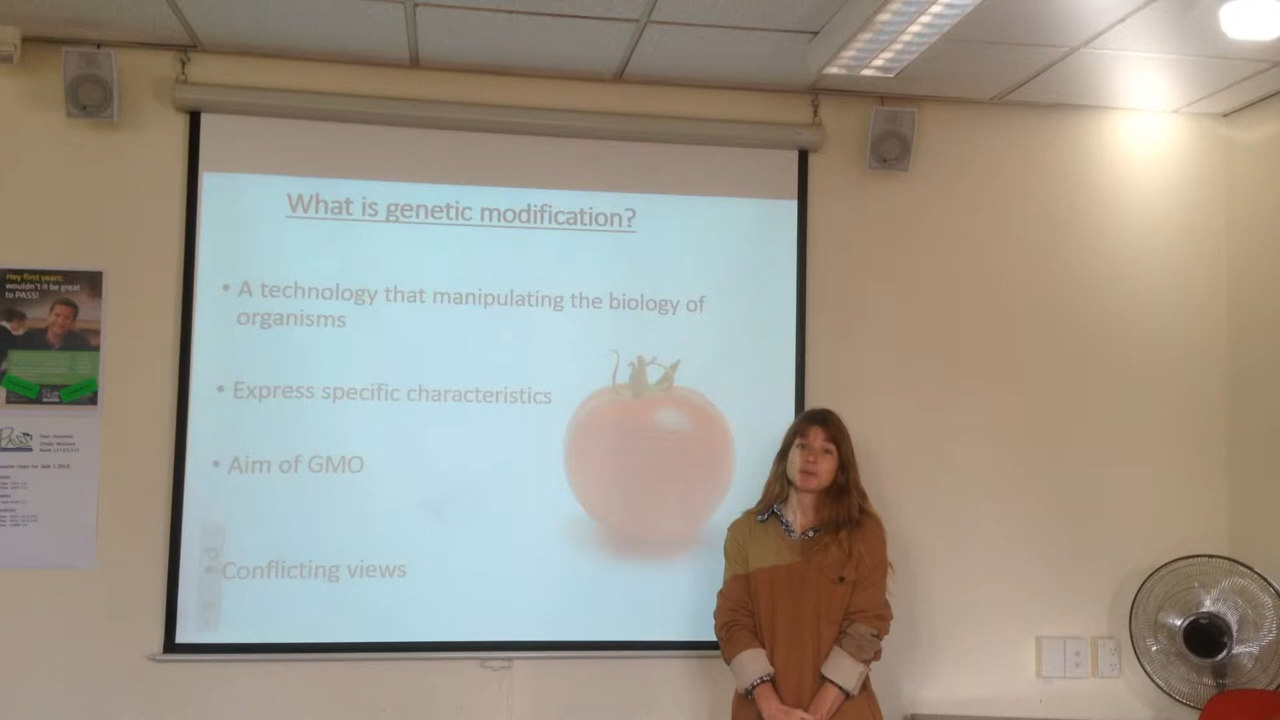 What is genetic modification?
• A technology that manipulating the biology of
organisms
• Express specific characteristics
• Aim of GMO
• Conflicting views
Hey first years:
wouldn't it be great
to PASS!
PASS